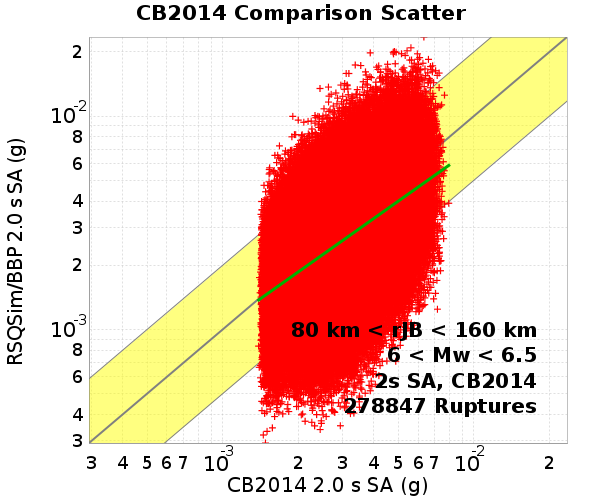 CB2014 Comparison Scatter
RSQSim/BBP 2.0 s SA (g)
2
10-2
8
6
4
3
2
10-3
8
6
4
3
80 km < rJB < 160 km
6 < Mw < 6.5
2s SA, CB2014
278847 Ruptures
3 4 5 6 7 10-3 2 3 4 5 6 7 10-2 2
CB2014 2.0 s SA (g)